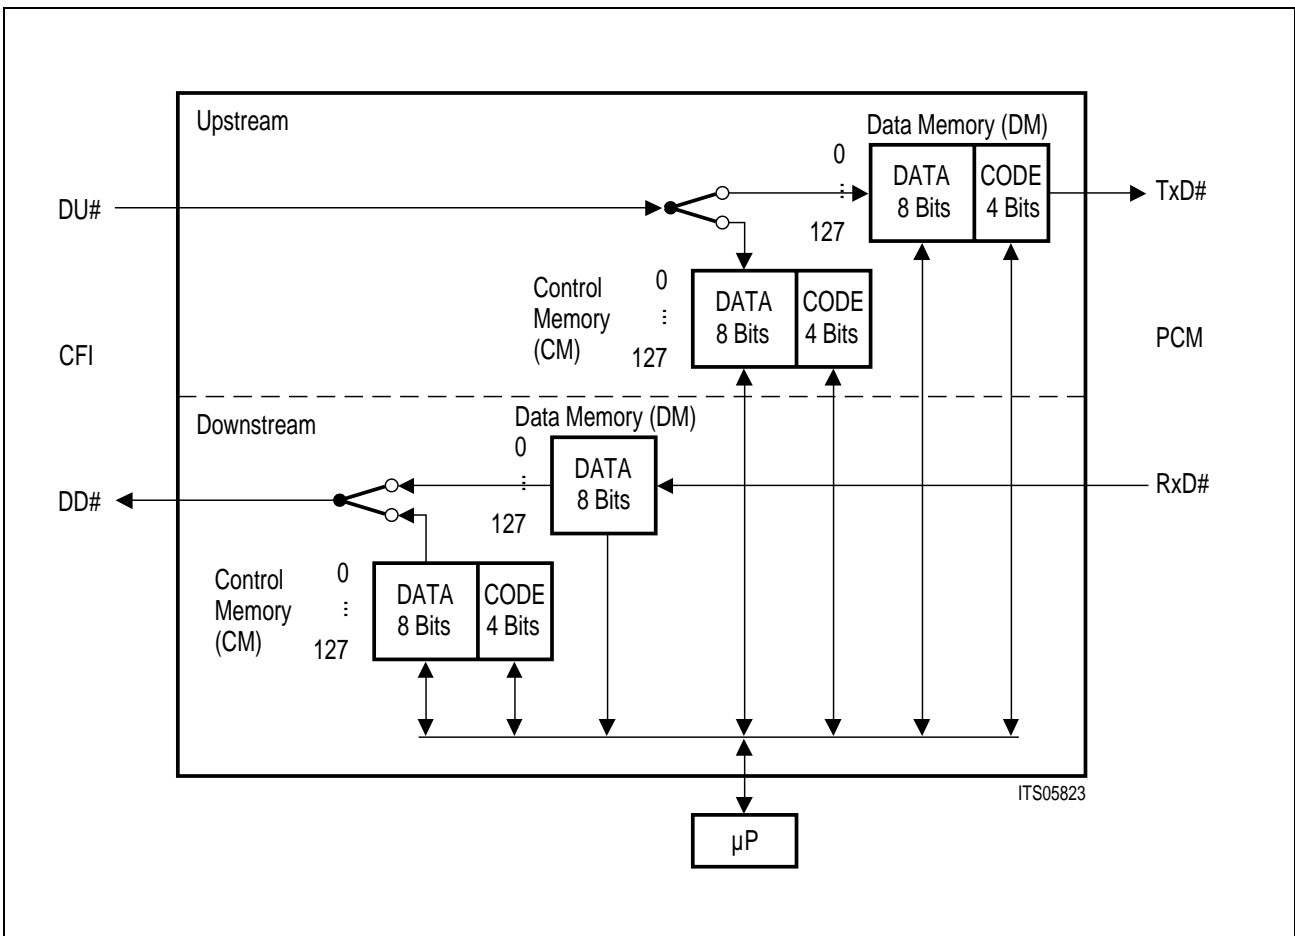 Upstream
Data Memory (DM)
0
...
127
DATA
8 Bits
CODE
4 Bits
TxD#
DU#
Control
Memory
(CM)
0
...
127
DATA
8 Bits
CODE
4 Bits
CFI
PCM
Downstream
Data Memory (DM)
0
...
127
DATA
8 Bits
RxD#
DD#
Control
Memory
(CM)
0
...
127
DATA
8 Bits
CODE
4 Bits
ITS05823
µP